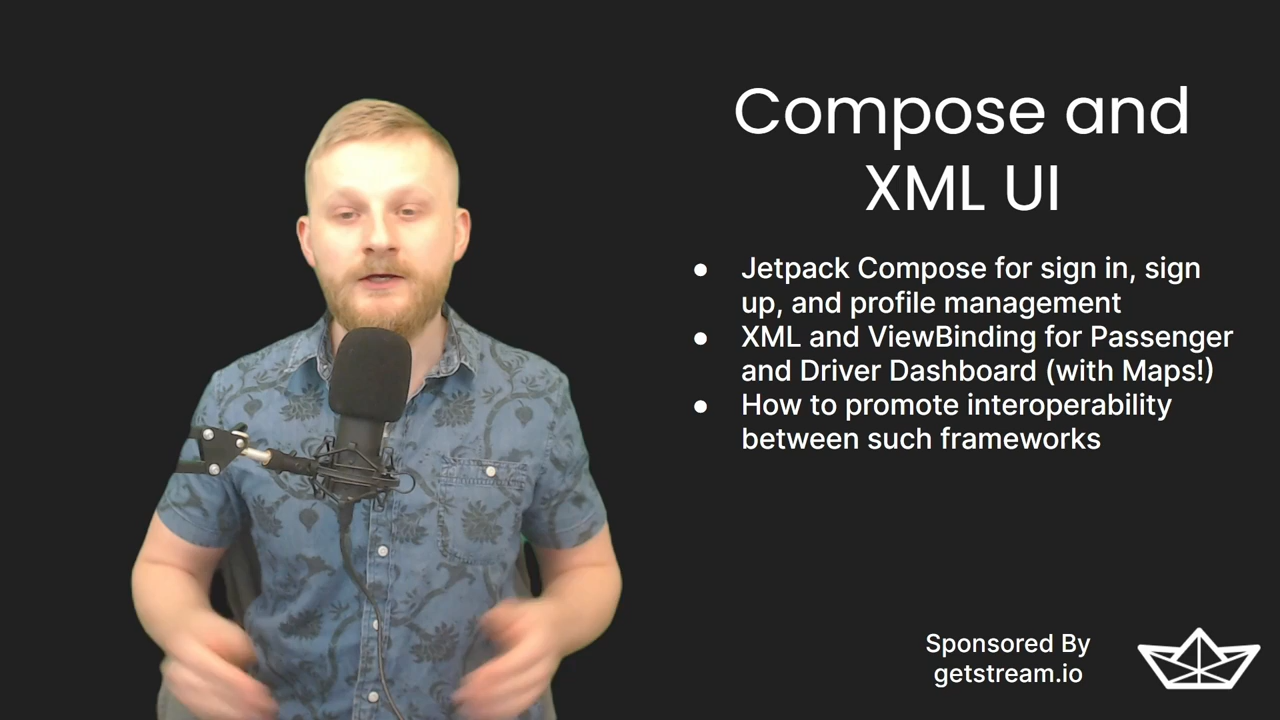 Compose and
XML UI
● Jetpack Compose for sign in, sign
up, and profile management
● XML and ViewBinding for Passenger
and Driver Dashboard (with Maps!)
● How to promote interoperability
between such frameworks
Sponsored By
getstream.io